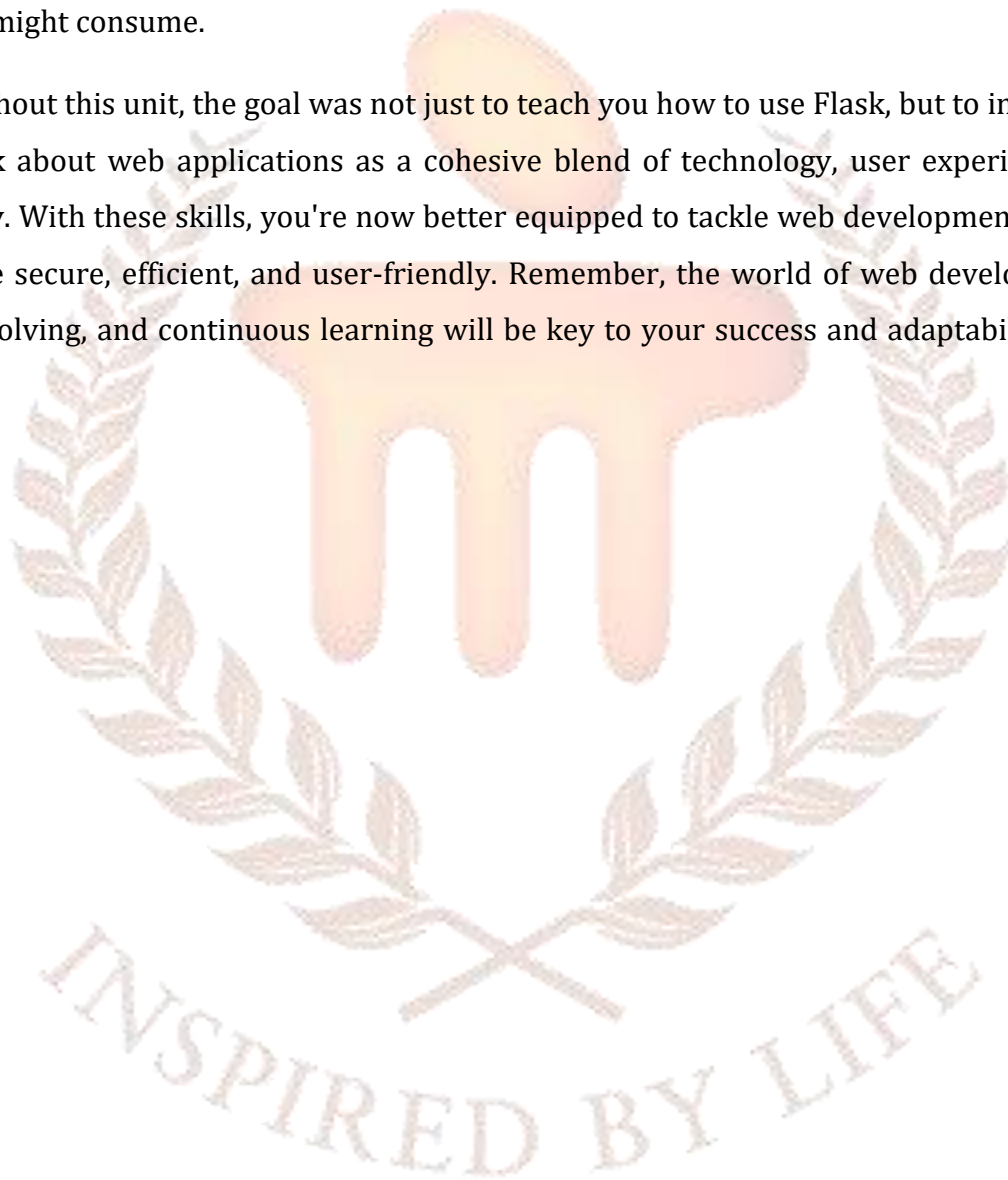 might consume.
hout this unit, the goal was not just to teach you how to use Flask, but to in
k about web applications as a cohesive blend of technology, user experi
y. With these skills, you're now better equipped to tackle web development
e secure, efficient, and user-friendly. Remember, the world of web develo
olving, and continuous learning will be key to your success and adaptabi
INSPIRED BY LIFE